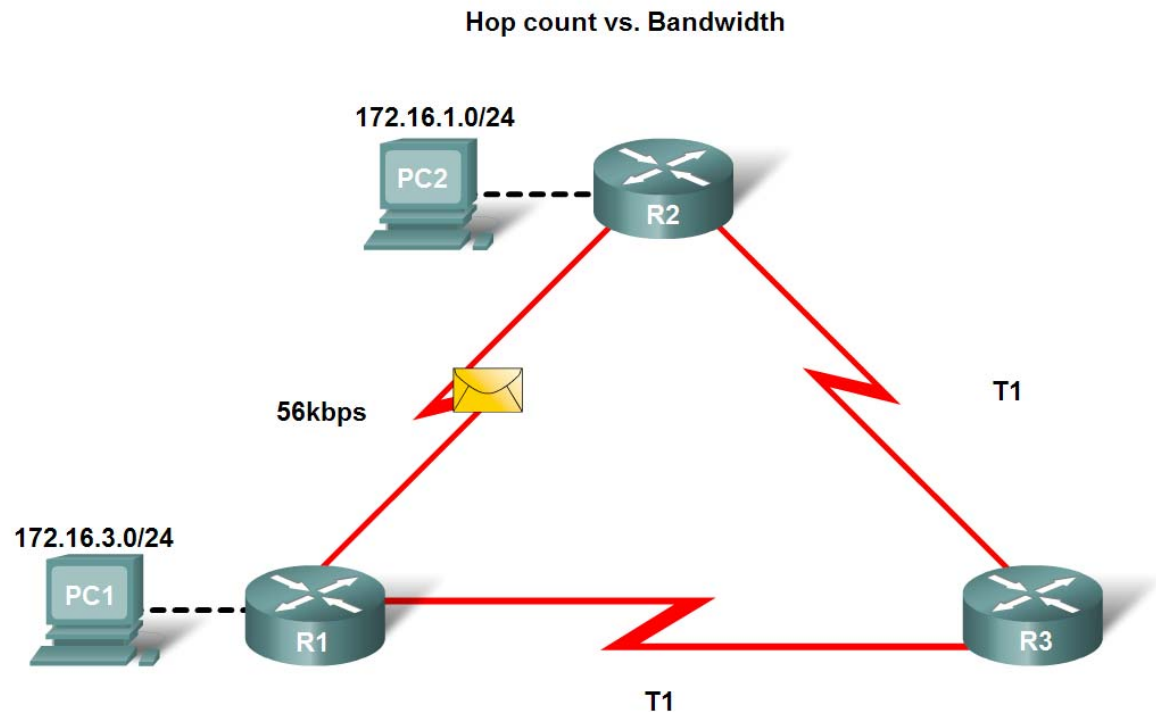 Hop count vs. Bandwidth
172.16.1.0/24
PC2
R2
56kbps
T1
172.16.3.0/24
PC1
R1
R3
T1